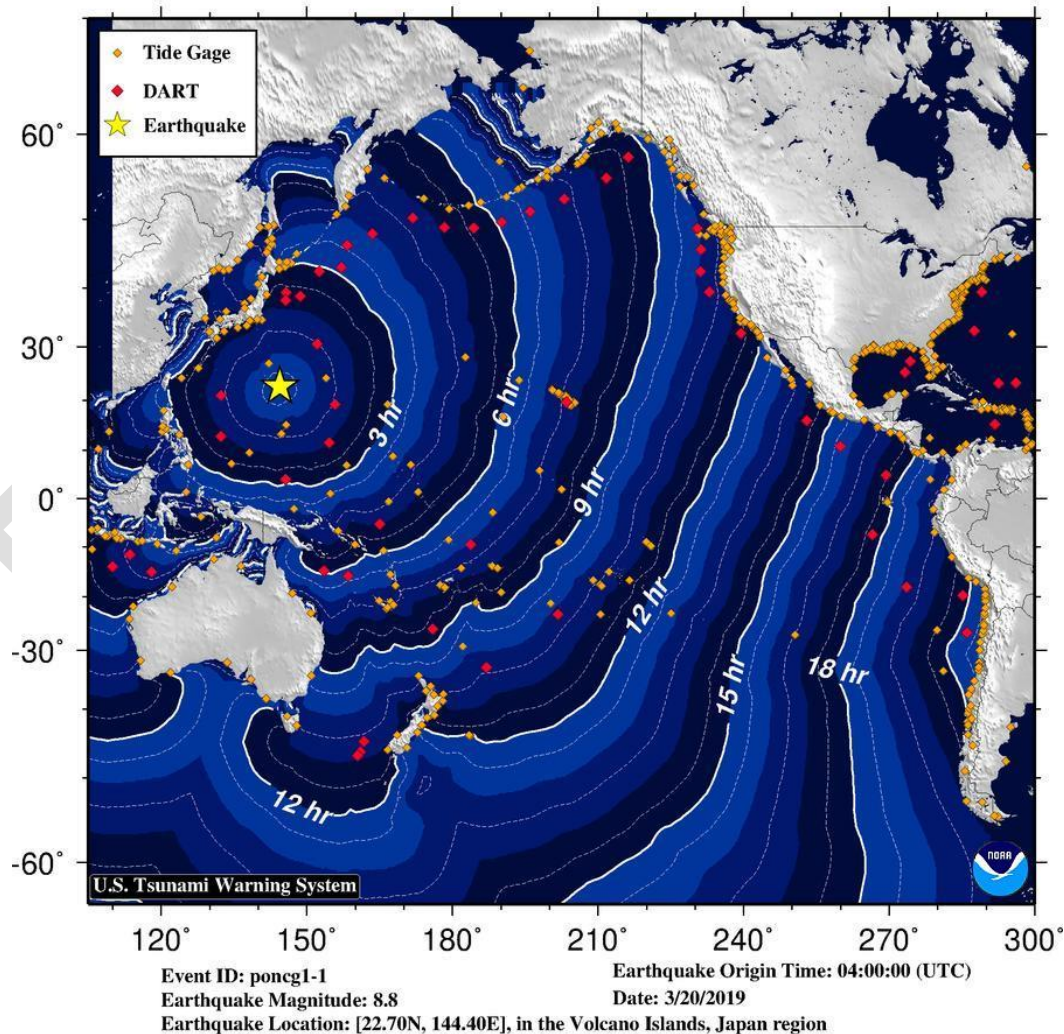 Tide Gage
DART
Earthquake
60°
30°
0°
-30°
-60°
3 hr
6 hr
9 hr
12 hr
15 hr
18 hr
12 hr
NOAA
U.S. Tsunami Warning System
120° 150° 180° 210° 240° 270° 300°
Event ID: poncg1-1
Earthquake Magnitude: 8.8
Earthquake Location: [22.70N, 144.40E], in the Volcano Islands, Japan region
Earthquake Origin Time: 04:00:00 (UTC)
Date: 3/20/2019